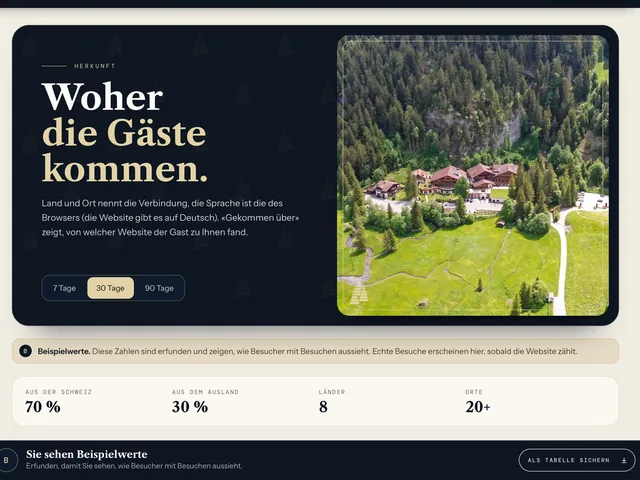 HERKUNFT
Woher
die Gäste
kommen.
Land und Ort nennt die Verbindung, die Sprache ist die des
Browsers (die Website gibt es auf Deutsch). «Gekommen über»
zeigt, von welcher Website der Gast zu Ihnen fand.
7 Tage 30 Tage 90 Tage
B Beispielwerte. Diese Zahlen sind erfunden und zeigen, wie Besucher mit Besuchen aussieht. Echte Besuche erscheinen hier, sobald die Website zählt.
AUS DER SCHWEIZ AUS DEM AUSLAND LÄNDER ORTE
70 % 30 % 8 20+
B Sie sehen Beispielwerte
Erfunden, damit Sie sehen, wie Besucher mit Besuchen aussieht.
ALS TABELLE SICHERN